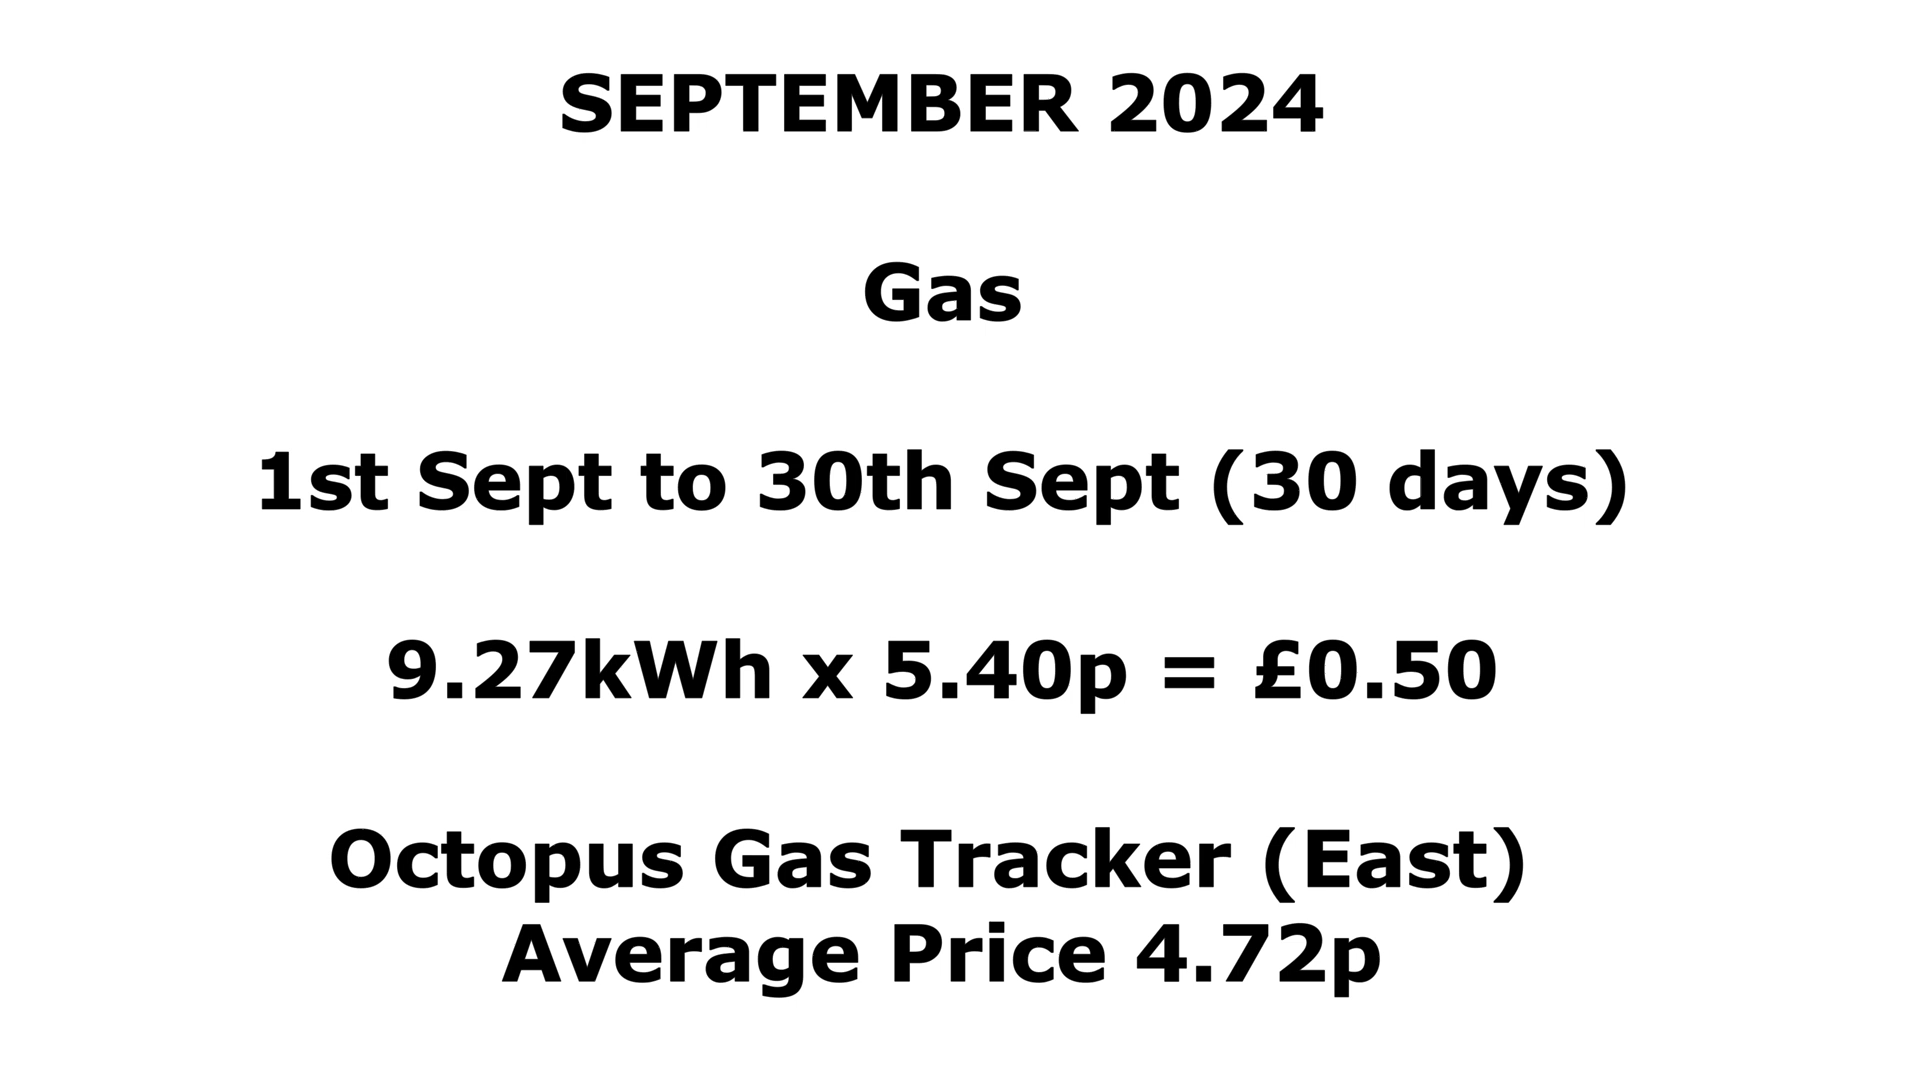 SEPTEMBER 2024
Gas
1st Sept to 30th Sept (30 days)
9.27kWh x 5.40p = £0.50
Octopus Gas Tracker (East)
Average Price 4.72p